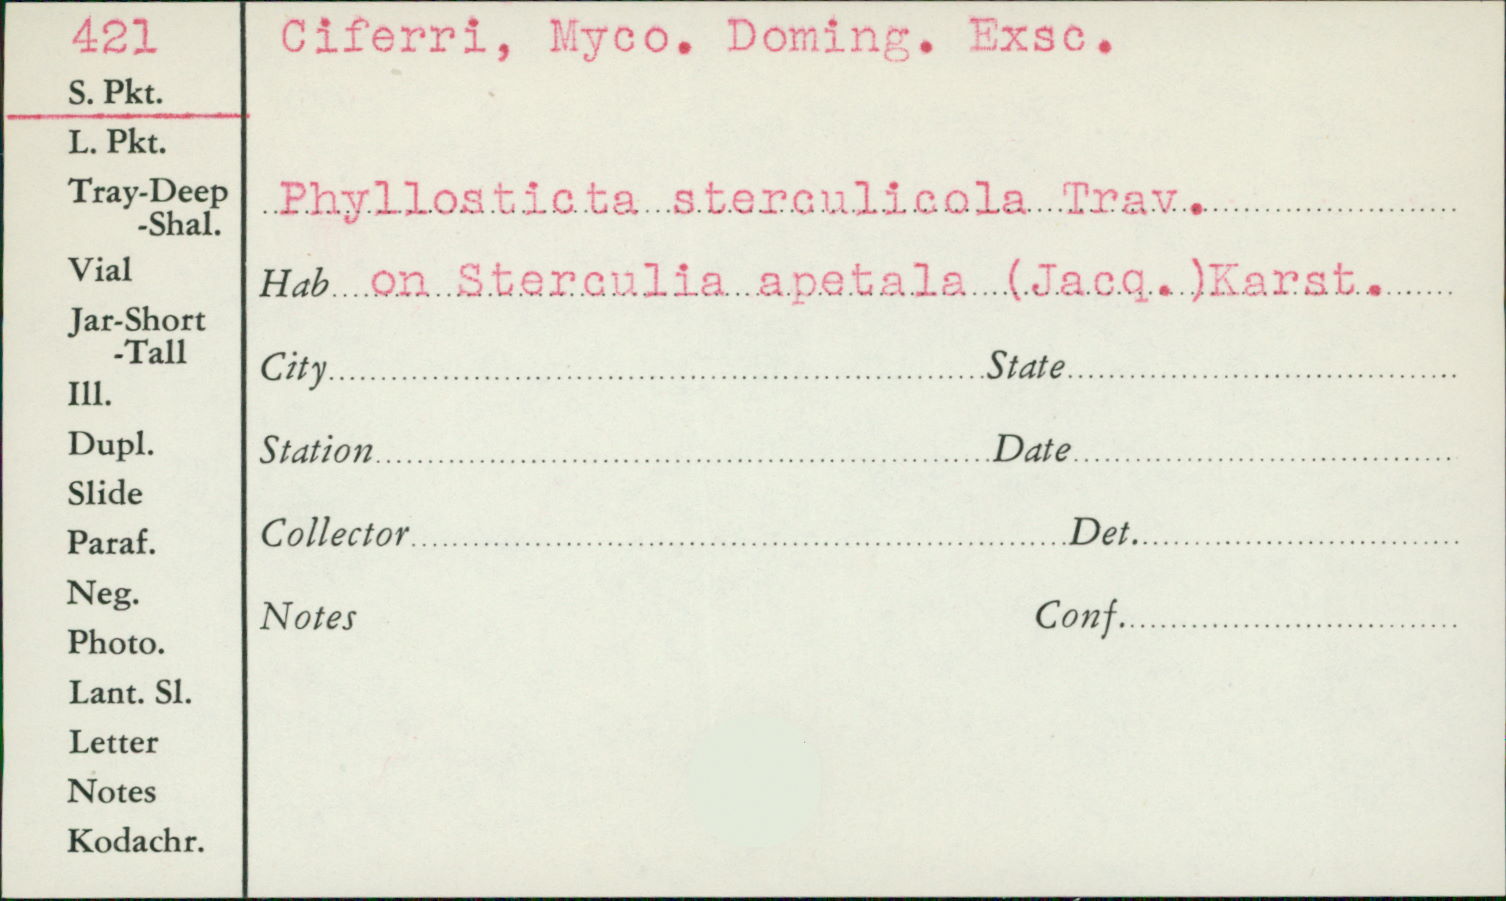 421
S. Pkt.
L. Pkt.
Tray-Deep
-Shal.
Vial
Jar-Short
-Tall
Ill.
Dupl.
Slide
Paraf.
Neg.
Photo.
Lant. Sl.
Letter
Notes
Kodachr.
Ciferri, Myco. Doming. Exsc.
Phyllosticta sterculicola Trav.
Hab on Sterculia apetala (Jacq.)Karst.
City State
Station Date
Collector Det.
Notes Conf.